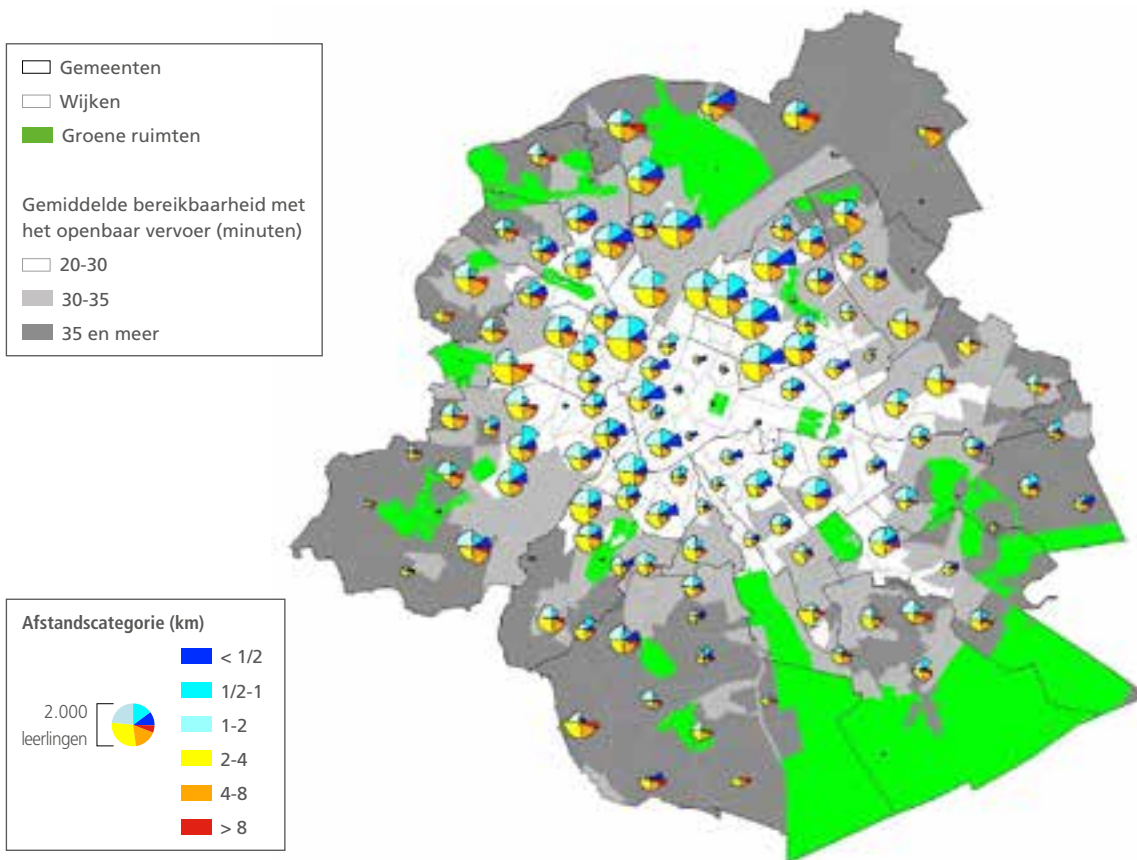 Gemeenten
Wijken
Groene ruimten
Gemiddelde bereikbaarheid met
het openbaar vervoer (minuten)
20-30
30-35
35 en meer
Afstandscategorie (km)
< 1/2
1/2-1
1-2
2-4
4-8
> 8
2.000
leerlingen